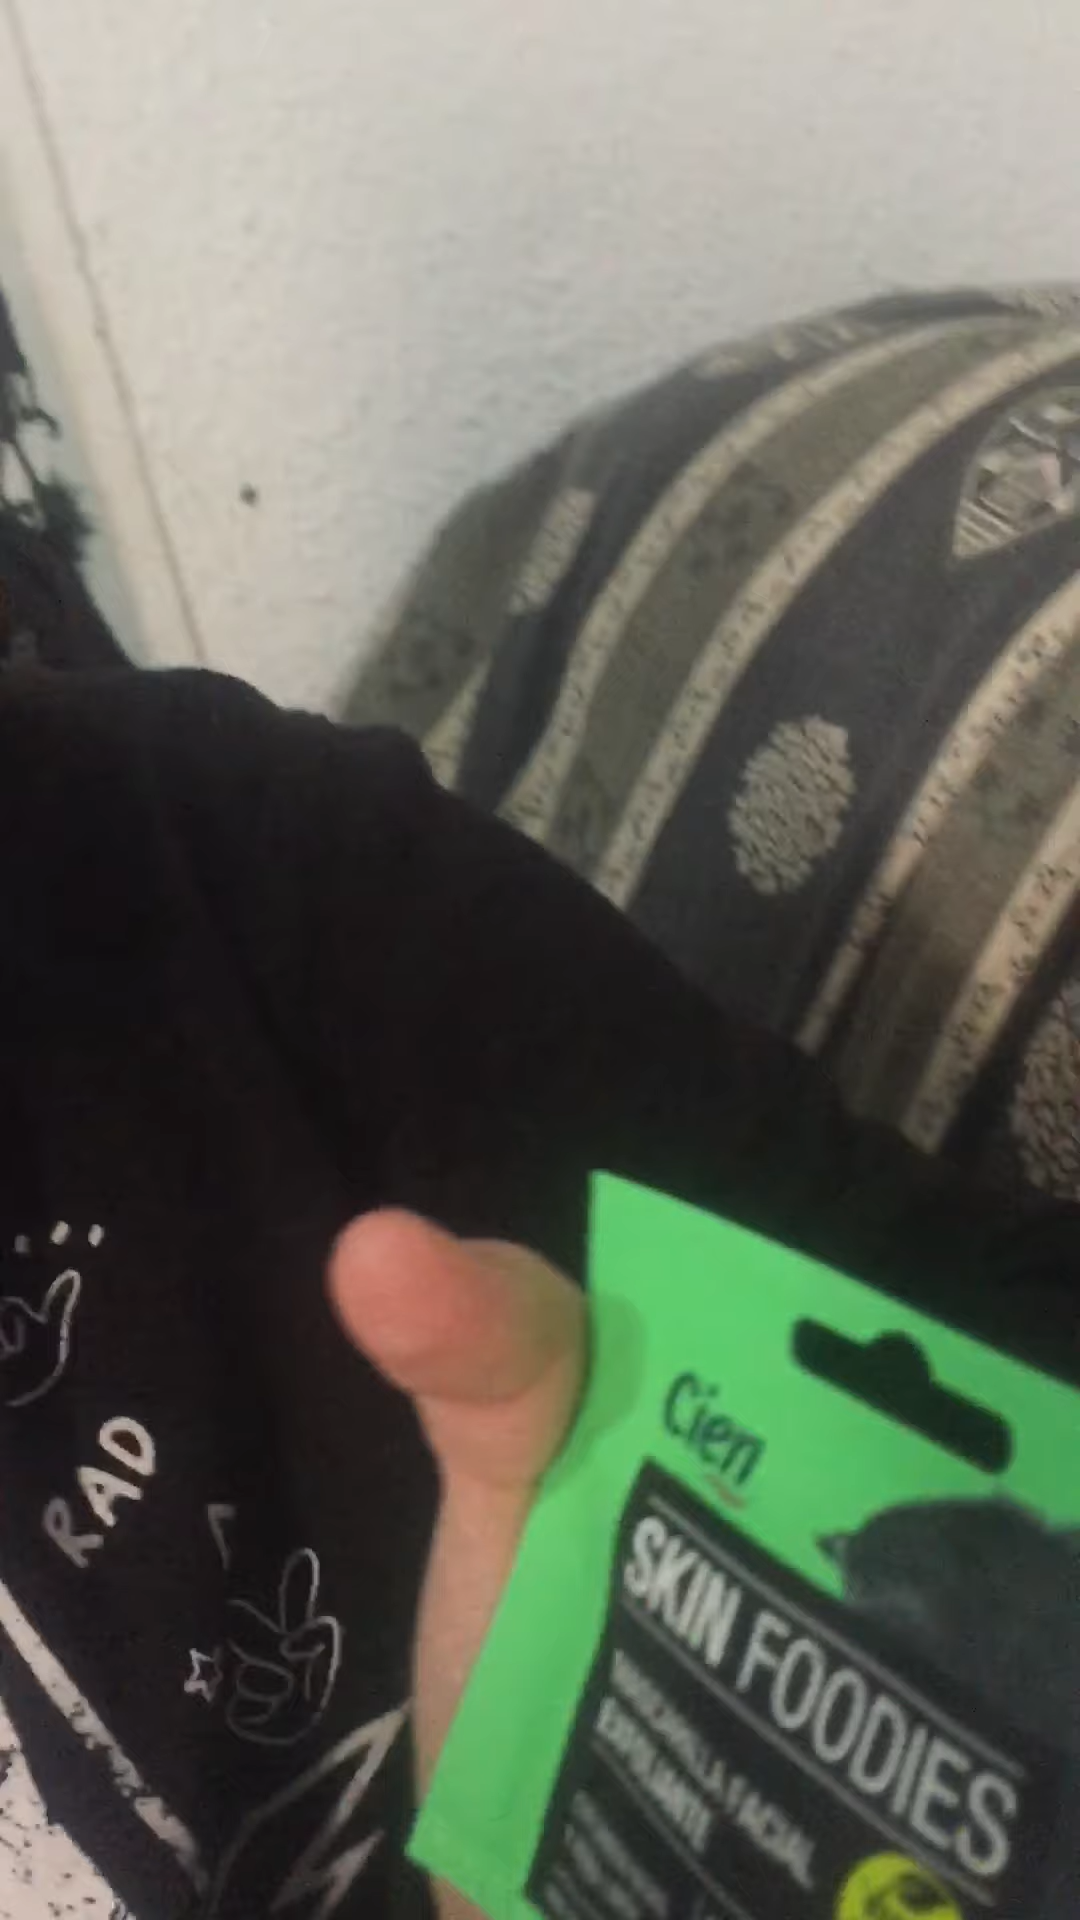 RAD
Cien
SKIN FOODIES
MASCARILLA FACIAL
EXFOLIANTE